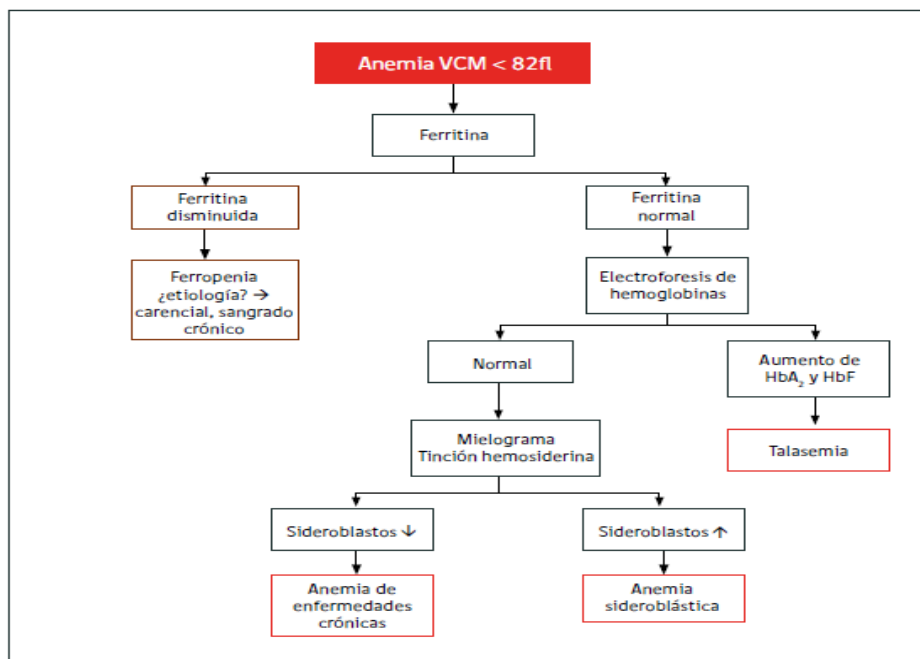 Anemia VCM < 82fl
Ferritina
Ferritina
disminuida
Ferritina
normal
Ferropenia
¿etiología? →
carencial, sangrado
crónico
Electroforesis de
hemoglobinas
Normal
Aumento de
HbA₂ y HbF
Mielograma
Tinción hemosiderina
Talasemia
Sideroblastos ↓
Sideroblastos ↑
Anemia de
enfermedades
crónicas
Anemia
sideroblástica